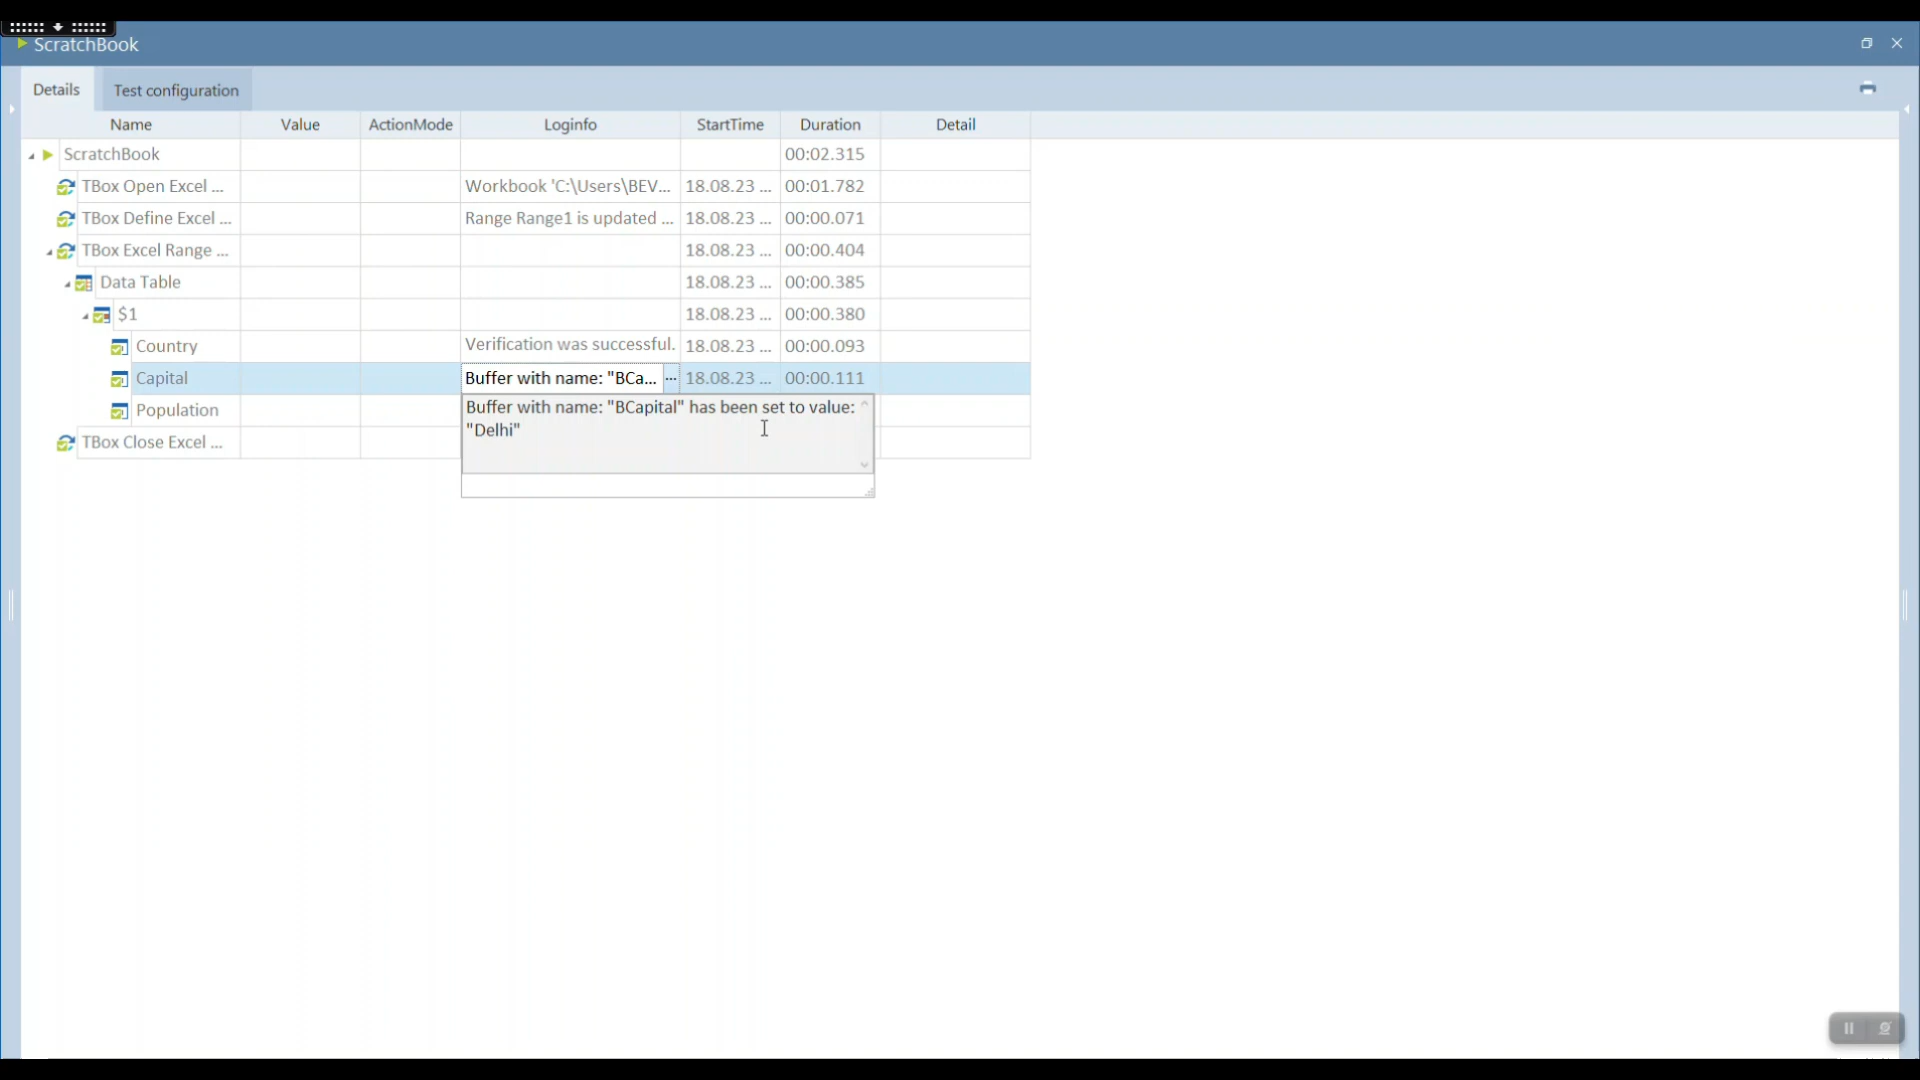 ScratchBook
Details Test configuration
Name Value ActionMode Loginfo StartTime Duration Detail
ScratchBook 00:02.315
TBox Open Excel ... Workbook 'C:\Users\BEV... 18.08.23 ... 00:01.782
TBox Define Excel ... Range Range1 is updated ... 18.08.23 ... 00:00.071
TBox Excel Range ... 18.08.23 ... 00:00.404
Data Table 18.08.23 ... 00:00.385
$1 18.08.23 ... 00:00.380
Country Verification was successful. 18.08.23 ... 00:00.093
Capital Buffer with name: "BCa... ... 18.08.23 ... 00:00.111
Population
Buffer with name: "BCapital" has been set to value:
"Delhi"
TBox Close Excel ...